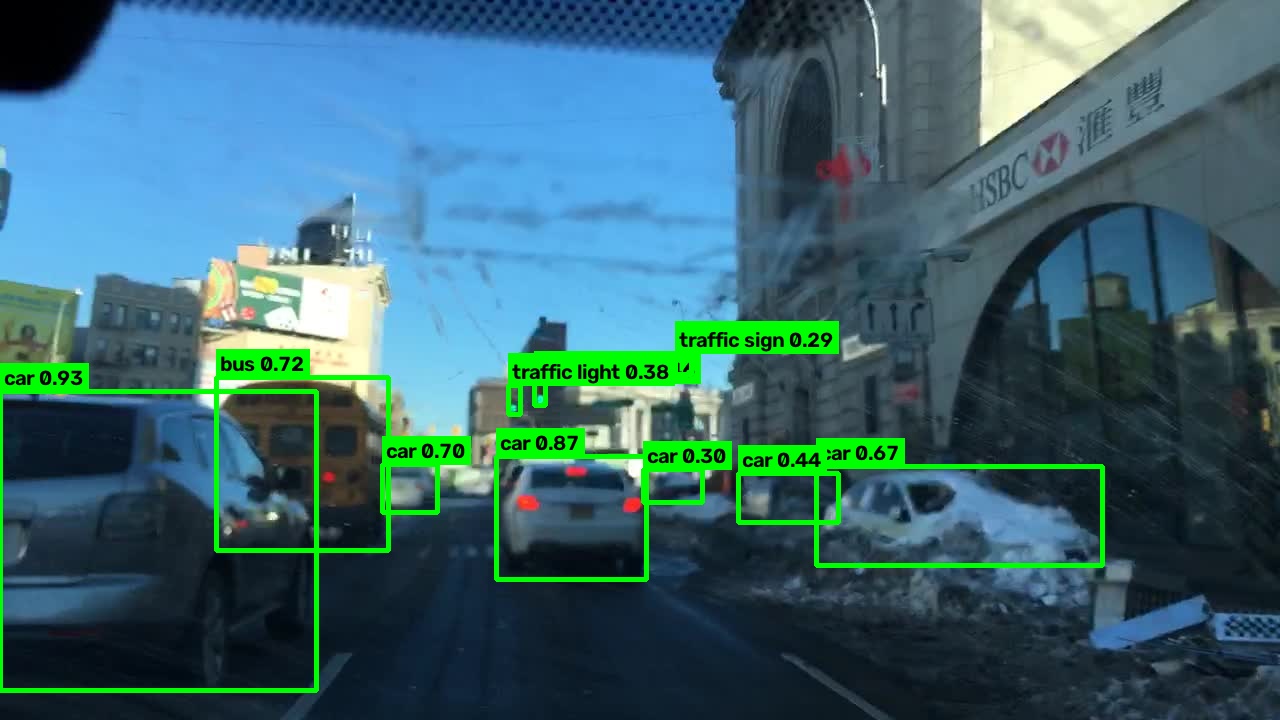 HSBC 滙豐
traffic sign 0.29
bus 0.72
traffic light 0.38
car 0.93
car 0.87
car 0.70
car 0.30
car 0.44
car 0.67